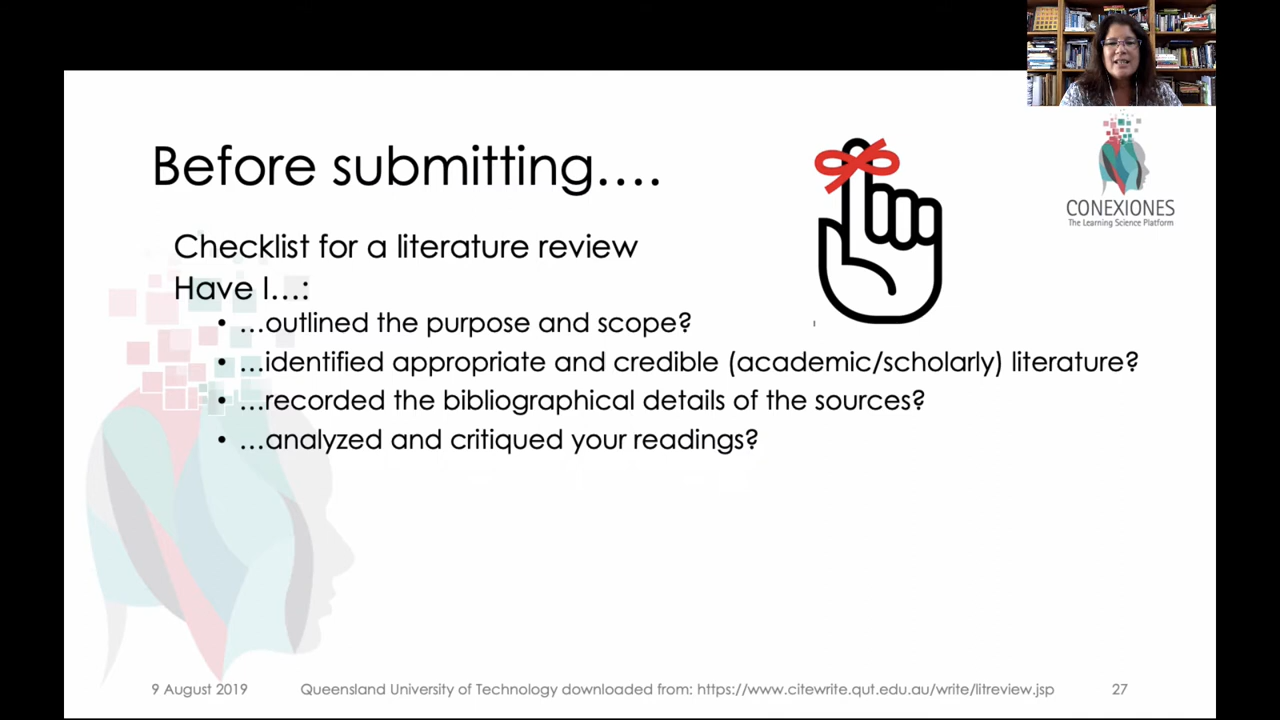 Before submitting....
CONEXIONES
The Learning Science Platform
Checklist for a literature review
Have I...:
• ...outlined the purpose and scope?
• ...identified appropriate and credible (academic/scholarly) literature?
• ...recorded the bibliographical details of the sources?
• ...analyzed and critiqued your readings?
9 August 2019 Queensland University of Technology downloaded from: https://www.citewrite.qut.edu.au/write/litreview.jsp 27